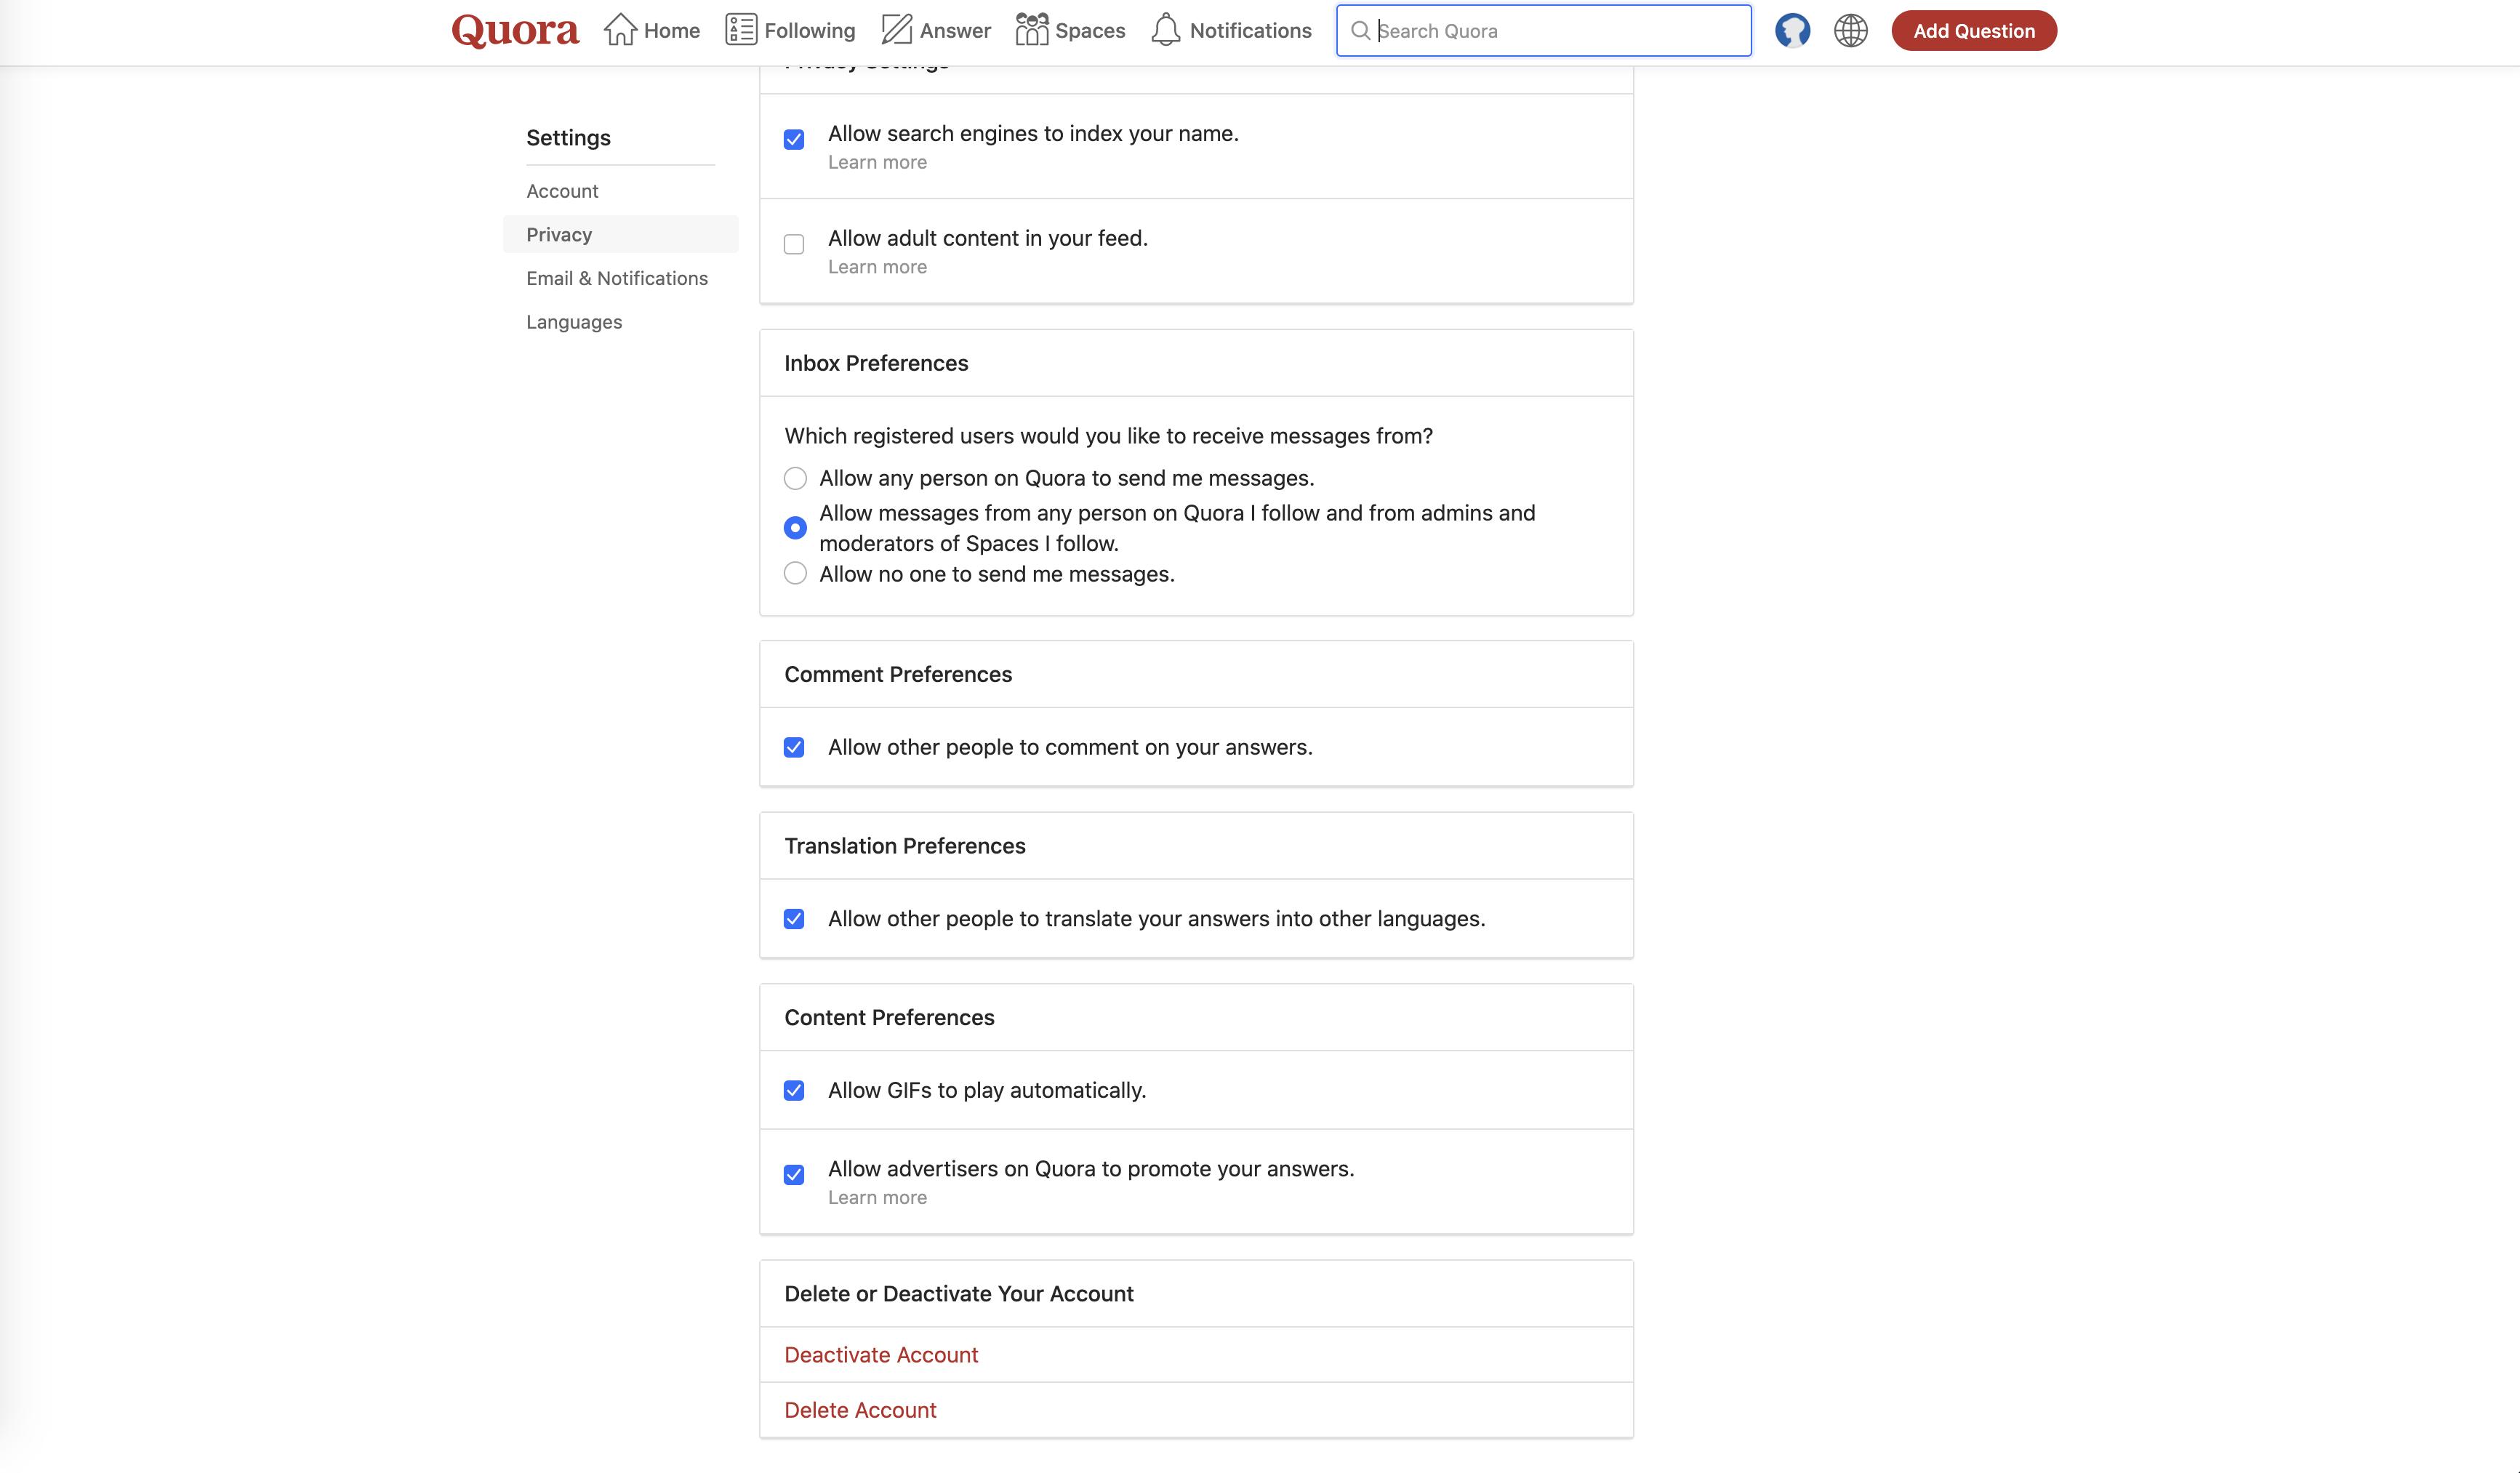 Quora
Home
Following
Answer
Spaces
Notifications
Search Quora
Add Question
Settings
Account
Privacy
Email & Notifications
Languages
Privacy Settings
Allow search engines to index your name.
Learn more
Allow adult content in your feed.
Learn more
Inbox Preferences
Which registered users would you like to receive messages from?
Allow any person on Quora to send me messages.
Allow messages from any person on Quora I follow and from admins and
moderators of Spaces I follow.
Allow no one to send me messages.
Comment Preferences
Allow other people to comment on your answers.
Translation Preferences
Allow other people to translate your answers into other languages.
Content Preferences
Allow GIFs to play automatically.
Allow advertisers on Quora to promote your answers.
Learn more
Delete or Deactivate Your Account
Deactivate Account
Delete Account